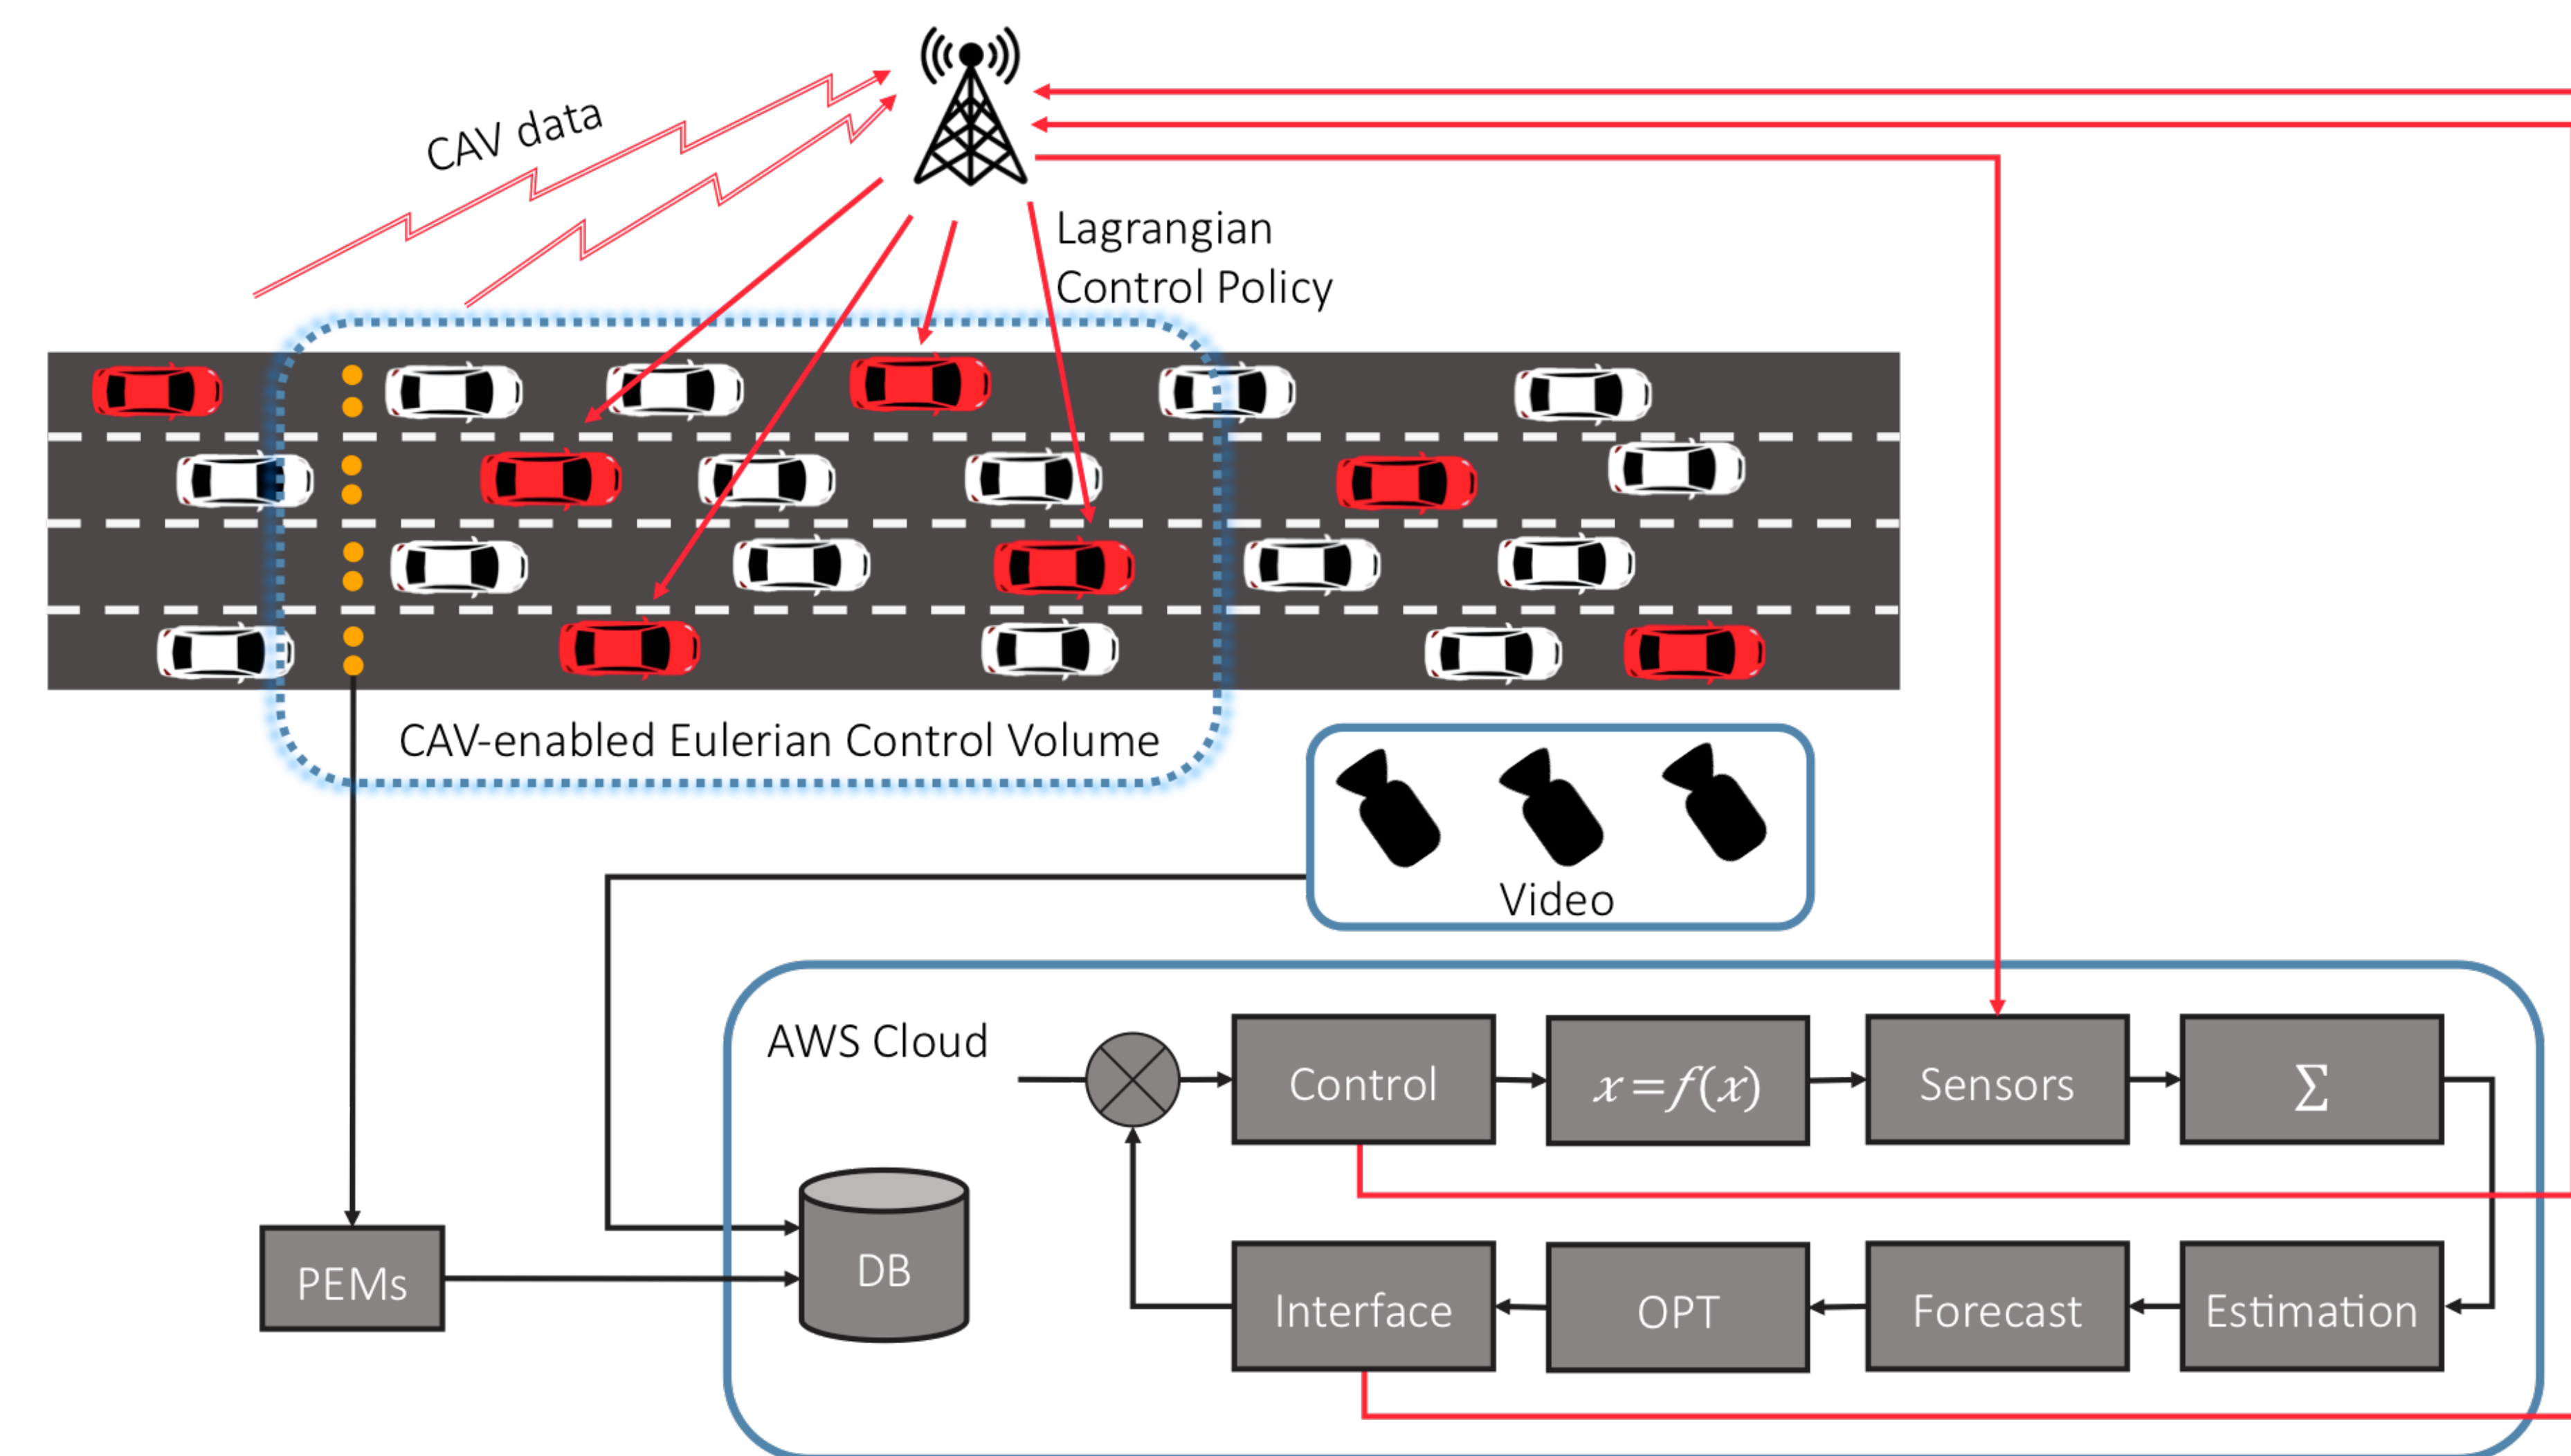 CAV data
Lagrangian
Control Policy
CAV-enabled Eulerian Control Volume
Video
AWS Cloud
Control
x=f(x)
Sensors
Σ
PEMs
DB
Interface
OPT
Forecast
Estimation